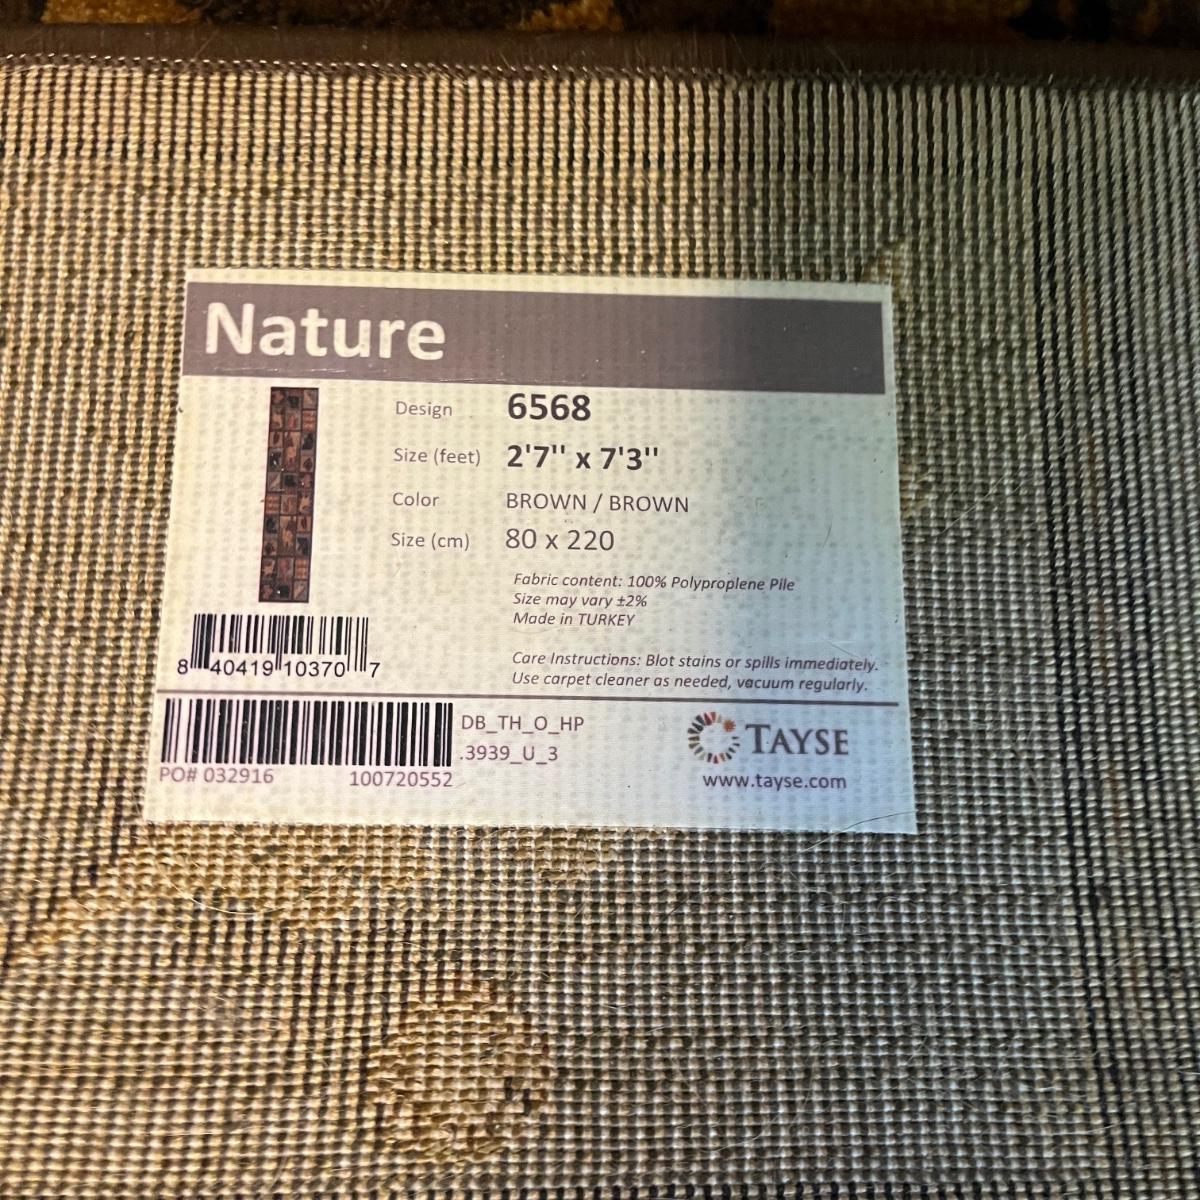 Nature
Design 6568
Size (feet) 2'7" x 7'3"
Color BROWN / BROWN
Size (cm) 80 x 220
Fabric content: 100% Polyproplene Pile
Size may vary ±2%
Made in TURKEY
Care Instructions: Blot stains or spills immediately.
Use carpet cleaner as needed, vacuum regularly.
8 40419 10370 7
DB_TH_O_HP
.3939_U_3
PO# 032916 100720552
TAYSE
www.tayse.com